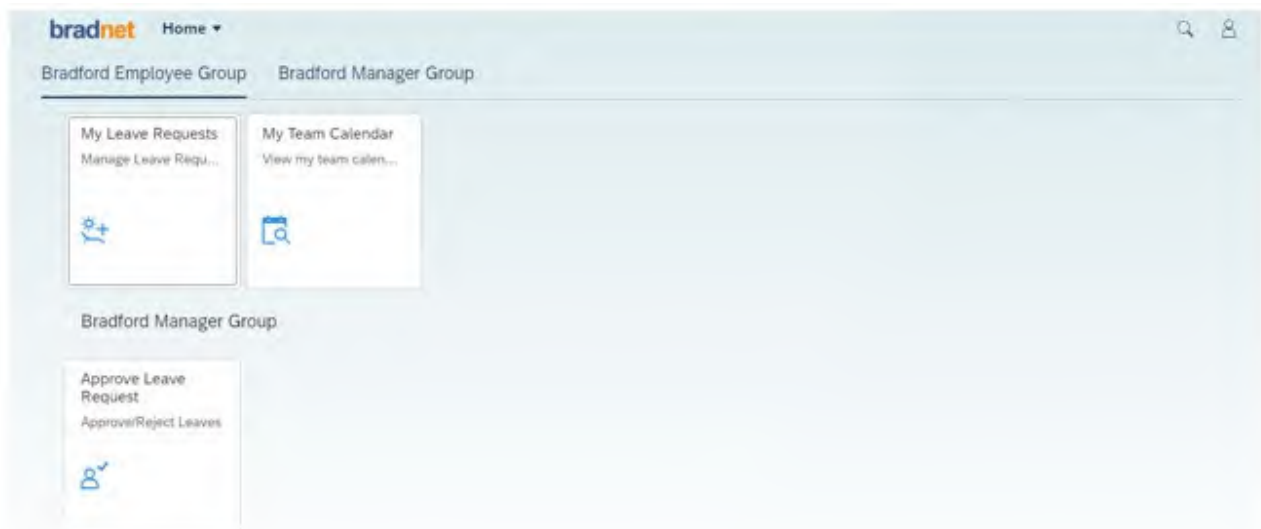 bradnet Home
Bradford Employee Group Bradford Manager Group
My Leave Requests
Manage Leave Requ...
My Team Calendar
View my team calen...
Bradford Manager Group
Approve Leave
Request
Approve/Reject Leaves